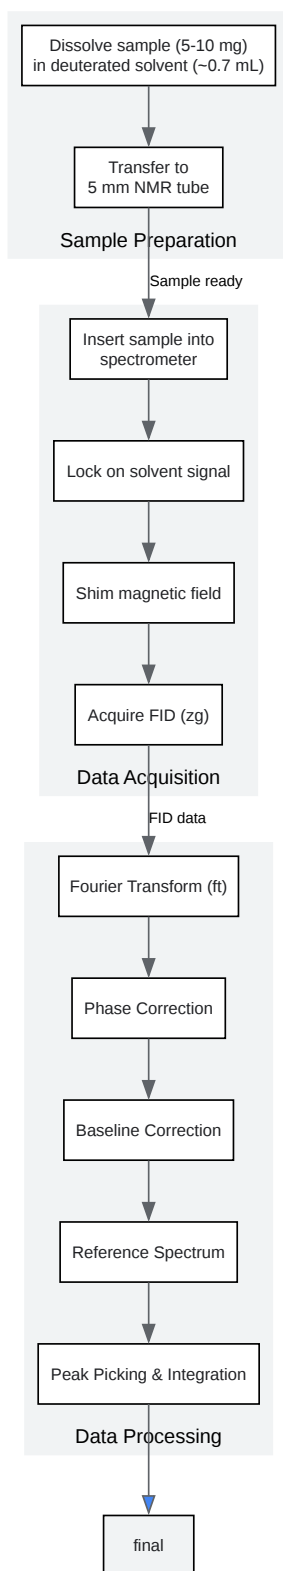 Dissolve sample (5-10 mg)
in deuterated solvent (~0.7 mL)
Transfer to
5 mm NMR tube
Sample Preparation
Sample ready
Insert sample into
spectrometer
Lock on solvent signal
Shim magnetic field
Acquire FID (zg)
Data Acquisition
FID data
Fourier Transform (ft)
Phase Correction
Baseline Correction
Reference Spectrum
Peak Picking & Integration
Data Processing
final